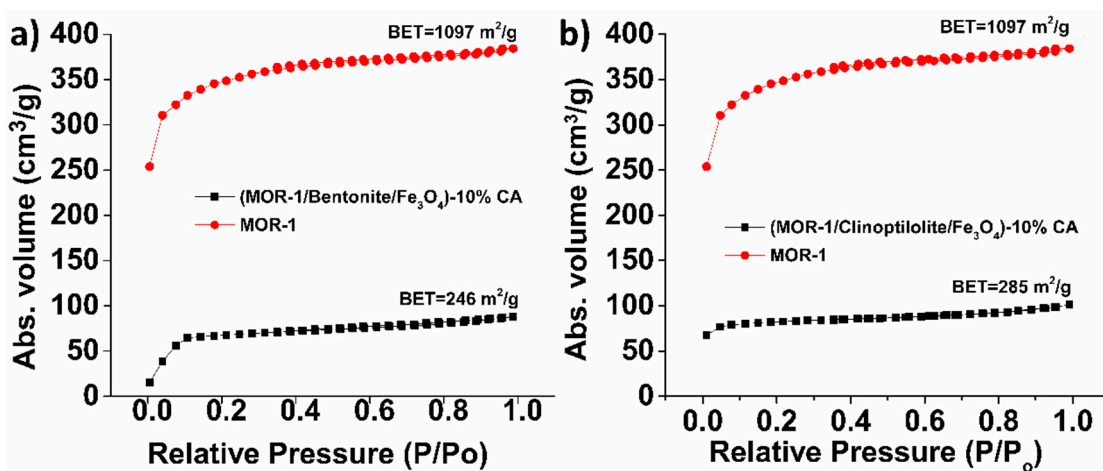 a)
Abs. volume (cm³/g)
400
350
300
250
200
150
100
50
0
BET=1097 m²/g
(MOR-1/Bentonite/Fe₃O₄)-10% CA
MOR-1
BET=246 m²/g
0.0 0.2 0.4 0.6 0.8 1.0
Relative Pressure (P/Po)
b)
Abs. volume (cm³/g)
400
350
300
250
200
150
100
50
0
BET=1097 m²/g
(MOR-1/Clinoptilolite/Fe₃O₄)-10% CA
MOR-1
BET=285 m²/g
0.0 0.2 0.4 0.6 0.8 1.0
Relative Pressure (P/P₀)